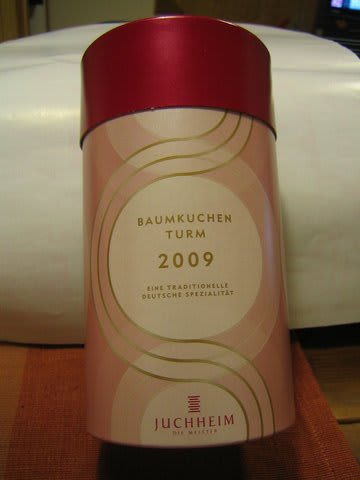 BAUMKUCHEN
TURM
2009
EINE TRADITIONELLE
DEUTSCHE SPEZIALITÄT
JUCHHEIM
DIE MEISTER